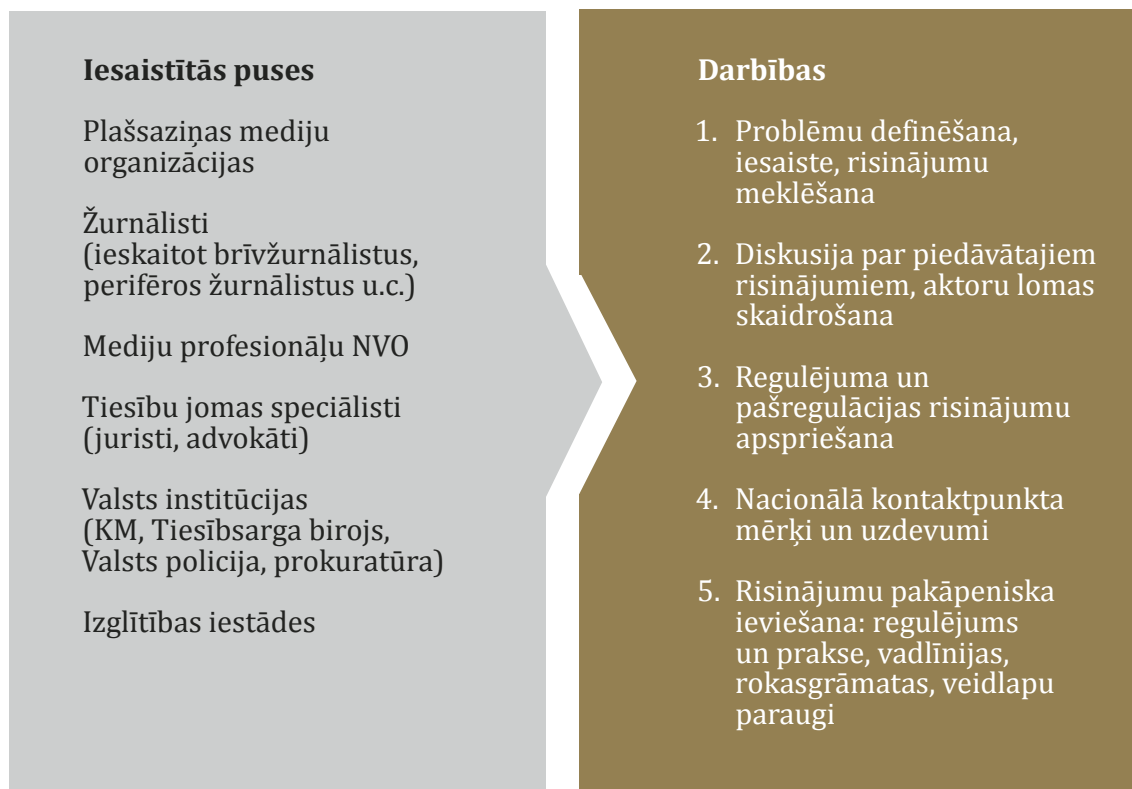 Iesaistītās puses
Plašsaziņas mediju
organizācijas
Žurnālisti
(ieskaitot brīvžurnālistus,
perifēros žurnālistus u.c.)
Mediju profesionāļu NVO
Tiesību jomas speciālisti
(juristi, advokāti)
Valsts institūcijas
(KM, Tiesībsarga birojs,
Valsts policija, prokuratūra)
Izglītības iestādes
Darbības
1. Problēmu definēšana,
iesaiste, risinājumu
meklēšana
2. Diskusija par piedāvātajiem
risinājumiem, aktoru lomas
skaidrošana
3. Regulējuma un
pašregulācijas risinājumu
apspriešana
4. Nacionālā kontaktpunkta
mērķi un uzdevumi
5. Risinājumu pakāpeniska
ieviešana: regulējums
un prakse, vadlīnijas,
rokasgrāmatas, veidlapu
paraugi